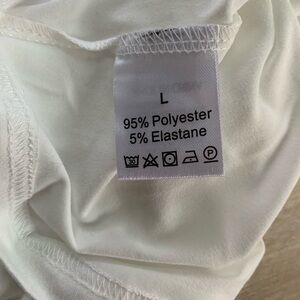 L
95% Polyester
5% Elastane